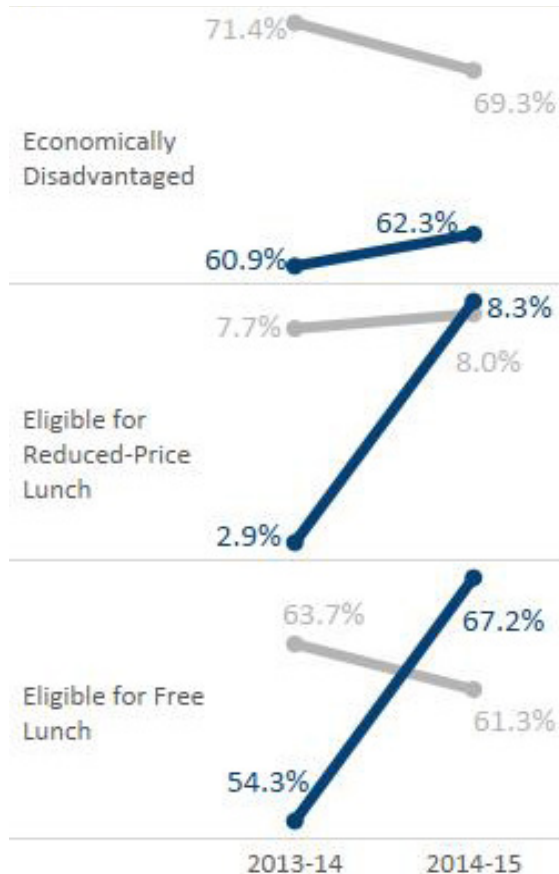 71.4%
69.3%
Economically
Disadvantaged
62.3%
60.9%
8.3%
7.7%
8.0%
Eligible for
Reduced-Price
Lunch
2.9%
63.7%
67.2%
Eligible for Free
Lunch
61.3%
54.3%
2013-14 2014-15